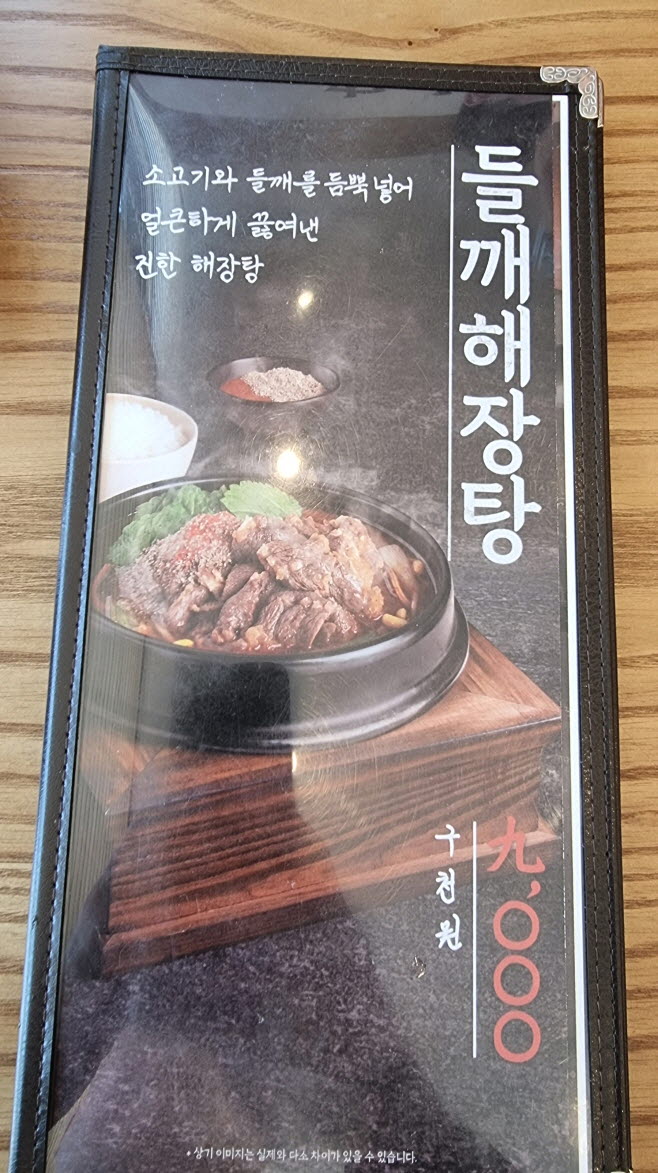 들깨해장탕
소고기와 들깨를 듬뿍 넣어
얼큰하게 끓여낸
진한 해장탕
九,000
구천원
* 상기 이미지는 실제와 다소 차이가 있을 수 있습니다.